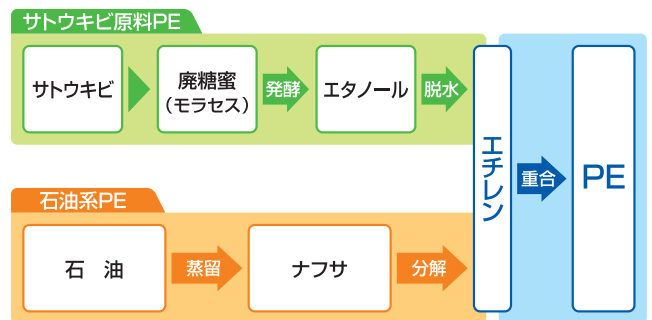 サトウキビ原料PE
サトウキビ
廃糖蜜
(モラセス)
発酵
エタノール
脱水
エチレン
重合
PE
石油系PE
石 油
蒸留
ナフサ
分解